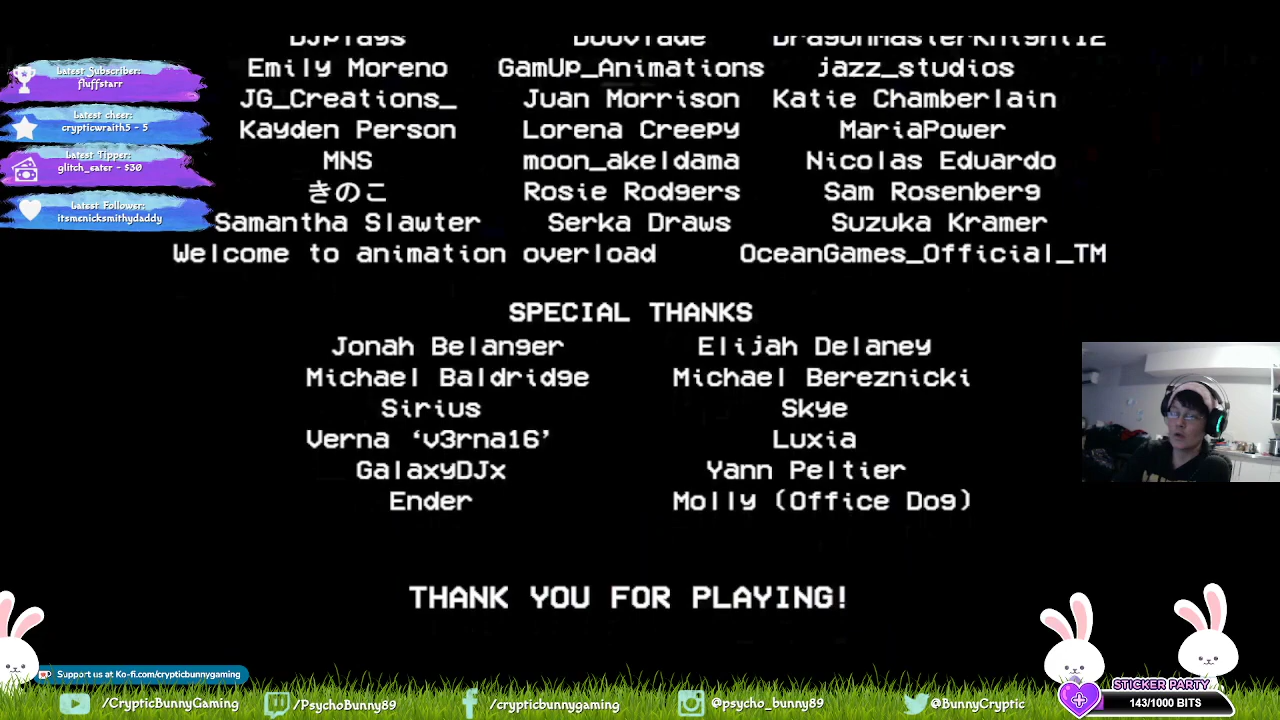 DJplays Doovlade DragonmasterKnight12
Latest Subscriber:
fluffstarr
Emily Moreno GamUp_Animations jazz_studios
JG_Creations_ Juan Morrison Katie Chamberlain
Latest cheer:
crypticwraith5 - 5
Kayden Person Lorena Creepy MariaPower
Latest Tipper:
glitch_eater - $30
MNS moon_akeldama Nicolas Eduardo
きのこ Rosie Rodgers Sam Rosenberg
Latest Follower:
itsmenicksmithydaddy
Samantha Slawter Serka Draws Suzuka Kramer
Welcome to animation overload OceanGames_Official_TM
SPECIAL THANKS
Jonah Belanger Elijah Delaney
Michael Baldridge Michael Bereznicki
Sirius Skye
Verna ‘v3rna16’ Luxia
GalaxyDJx Yann Peltier
Ender Molly (Office Dog)
THANK YOU FOR PLAYING!
Support us at Ko-fi.com/crypticbunnygaming
STICKER PARTY
143/1000 BITS
/CrypticBunnyGaming /PsychoBunny89 /crypticbunnygaming @psycho_bunny89 @BunnyCryptic